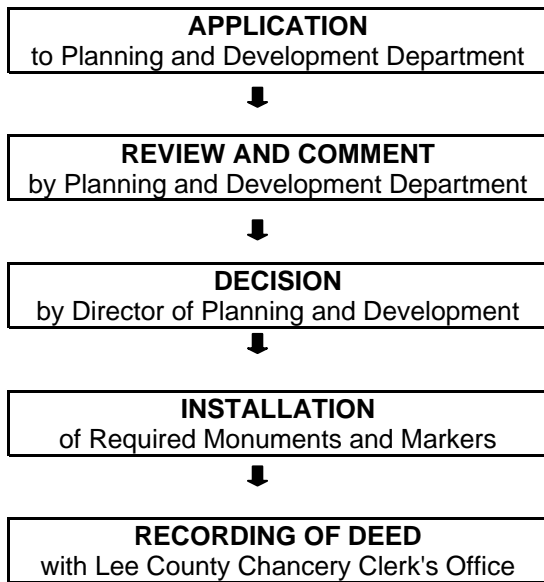 APPLICATION
to Planning and Development Department
REVIEW AND COMMENT
by Planning and Development Department
DECISION
by Director of Planning and Development
INSTALLATION
of Required Monuments and Markers
RECORDING OF DEED
with Lee County Chancery Clerk's Office